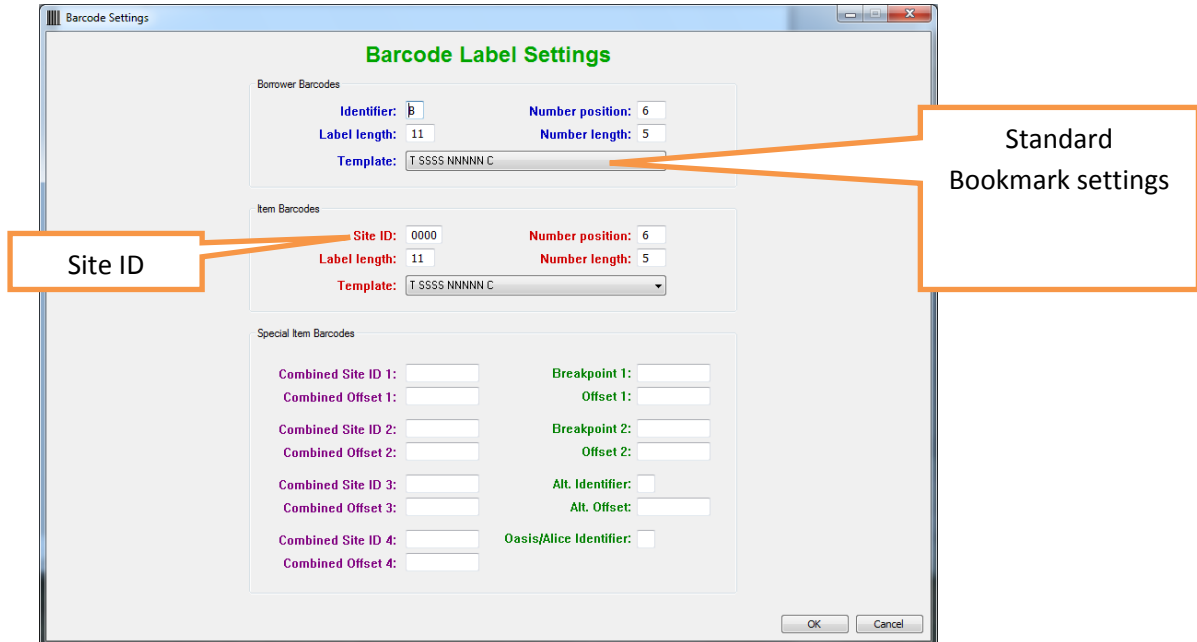 Barcode Settings
Barcode Label Settings
Borrower Barcodes
Identifier: B Number position: 6
Label length: 11 Number length: 5
Template: T SSSS NNNNN C
Standard
Bookmark settings
Item Barcodes
Site ID: 0000 Number position: 6
Label length: 11 Number length: 5
Template: T SSSS NNNNN C
Site ID
Special Item Barcodes
Combined Site ID 1: Breakpoint 1:
Combined Offset 1: Offset 1:
Combined Site ID 2: Breakpoint 2:
Combined Offset 2: Offset 2:
Combined Site ID 3: Alt. Identifier:
Combined Offset 3: Alt. Offset:
Combined Site ID 4: Oasis/Alice Identifier:
Combined Offset 4:
OK Cancel